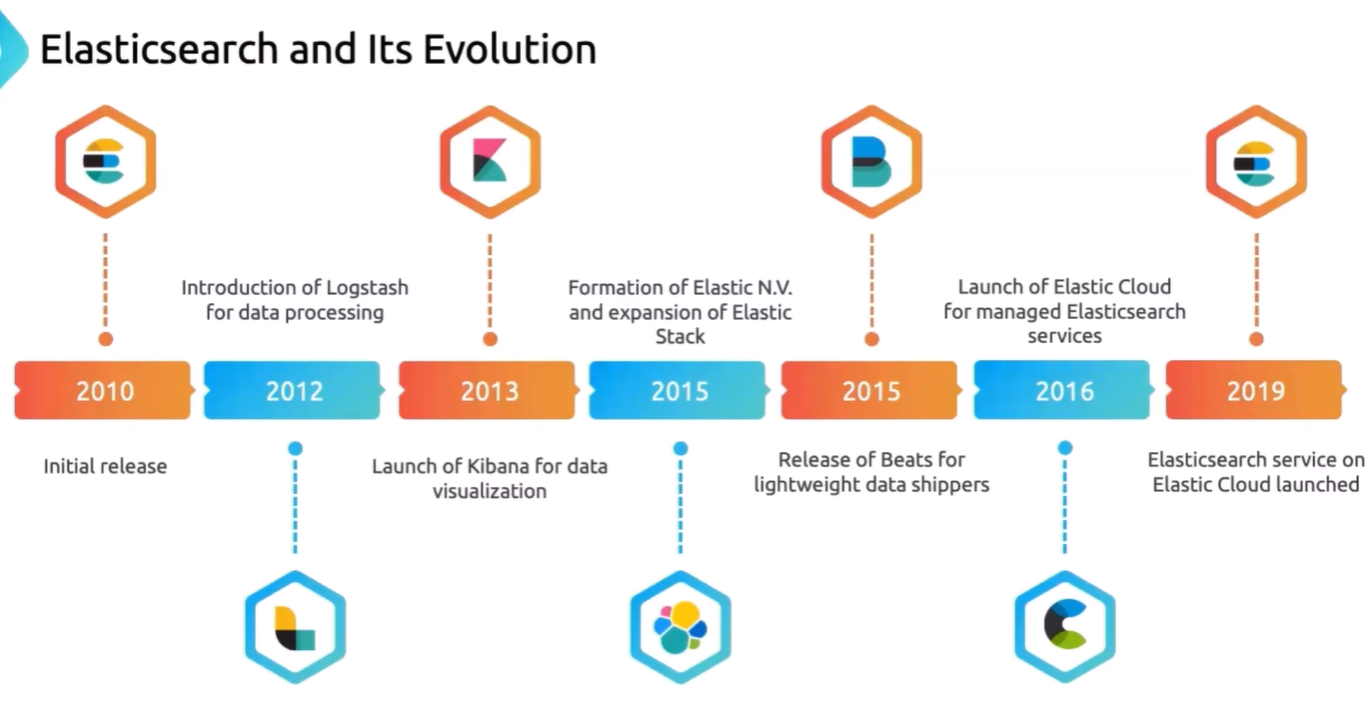 Elasticsearch and Its Evolution
Introduction of Logstash
for data processing
Formation of Elastic N.V.
and expansion of Elastic
Stack
Launch of Elastic Cloud
for managed Elasticsearch
services
2010
2012
2013
2015
2015
2016
2019
Initial release
Launch of Kibana for data
visualization
Release of Beats for
lightweight data shippers
Elasticsearch service on
Elastic Cloud launched